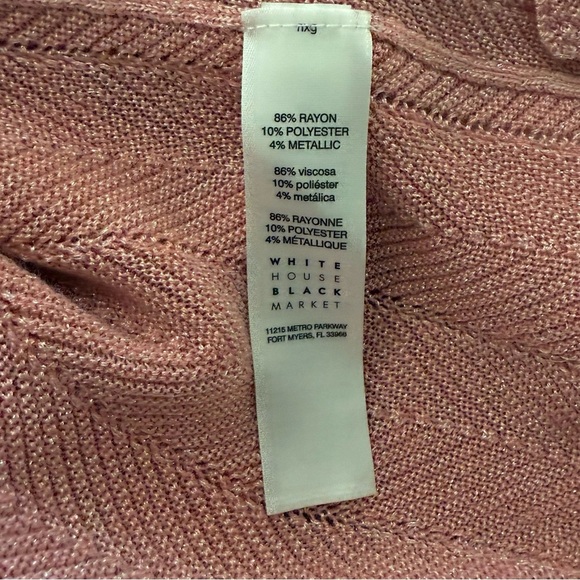 86% RAYON
10% POLYESTER
4% METALLIC
86% viscosa
10% poliéster
4% metálica
86% RAYONNE
10% POLYESTER
4% MÉTALLIQUE
WHITE
HOUSE
BLACK
MARKET
11215 METRO PARKWAY
FORT MYERS, FL 33966